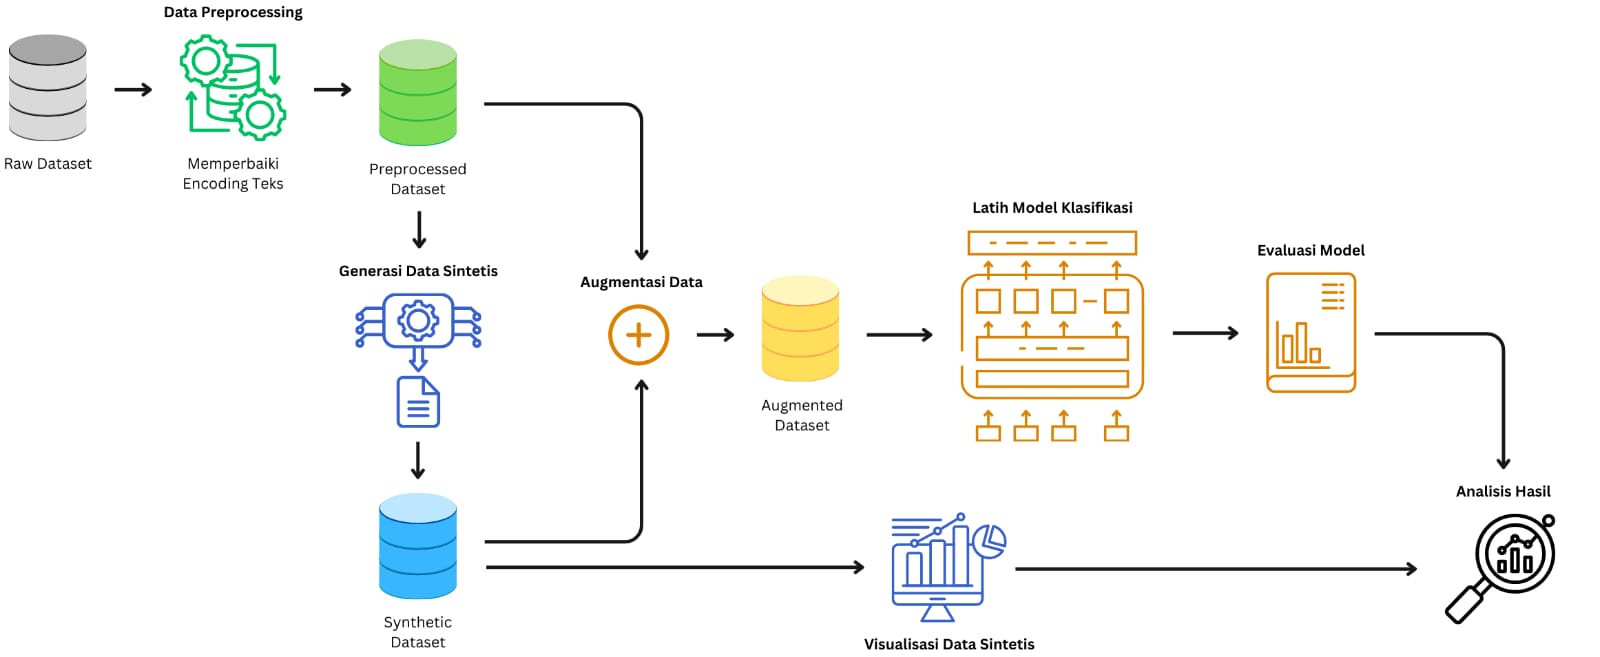 Data Preprocessing
Raw Dataset
Memperbaiki
Encoding Teks
Preprocessed
Dataset
Generasi Data Sintetis
Synthetic
Dataset
Augmentasi Data
Augmented
Dataset
Latih Model Klasifikasi
Evaluasi Model
Visualisasi Data Sintetis
Analisis Hasil